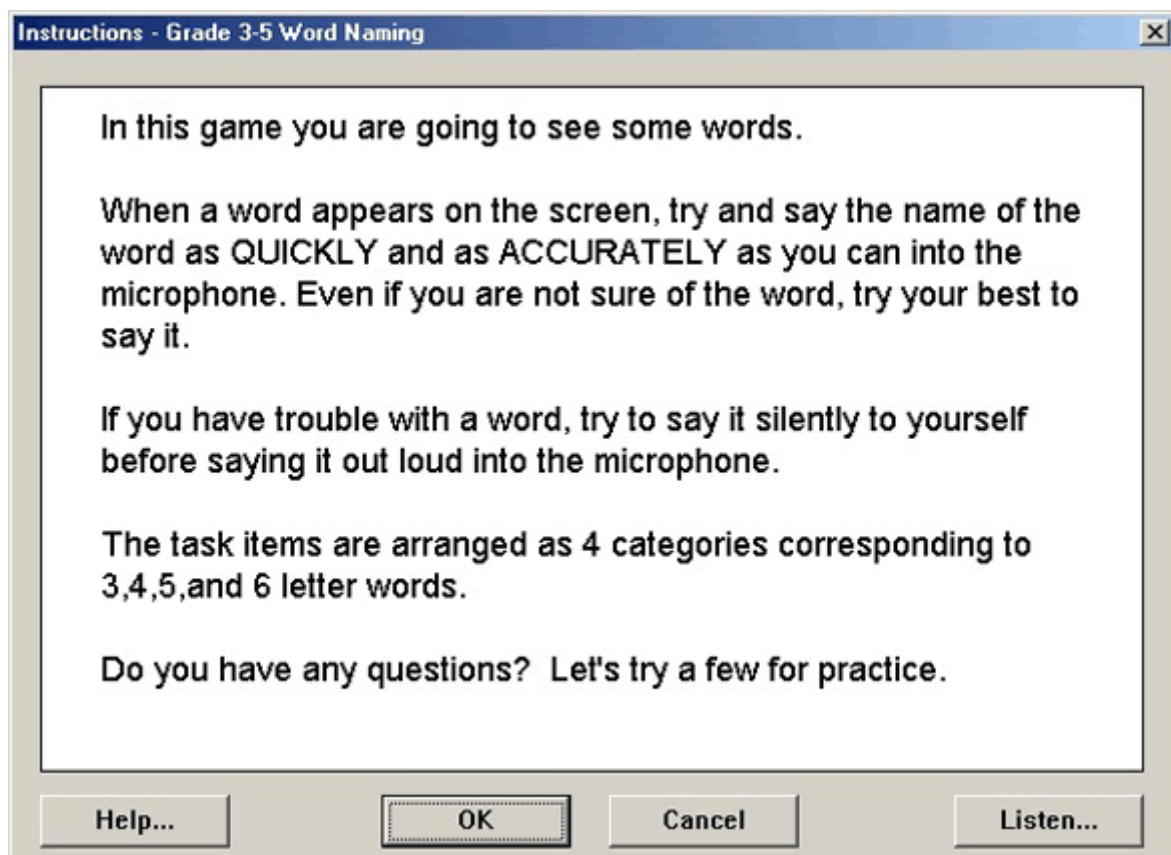 Instructions - Grade 3-5 Word Naming
In this game you are going to see some words.
When a word appears on the screen, try and say the name of the
word as QUICKLY and as ACCURATELY as you can into the
microphone. Even if you are not sure of the word, try your best to
say it.
If you have trouble with a word, try to say it silently to yourself
before saying it out loud into the microphone.
The task items are arranged as 4 categories corresponding to
3,4,5,and 6 letter words.
Do you have any questions?  Let's try a few for practice.
Help...
OK
Cancel
Listen...